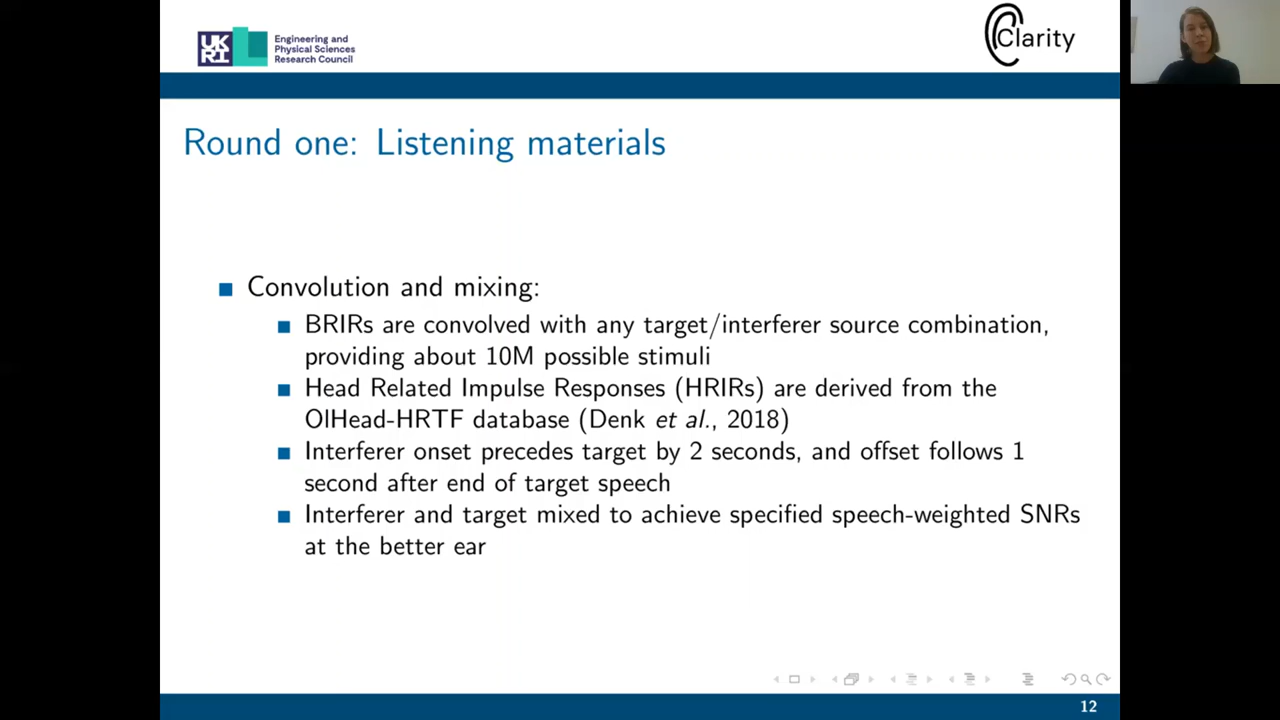 UKRI
Engineering and
Physical Sciences
Research Council
Clarity
Round one: Listening materials
Convolution and mixing:
BRIRs are convolved with any target/interferer source combination,
providing about 10M possible stimuli
Head Related Impulse Responses (HRIRs) are derived from the
OlHead-HRTF database (Denk et al., 2018)
Interferer onset precedes target by 2 seconds, and offset follows 1
second after end of target speech
Interferer and target mixed to achieve specified speech-weighted SNRs
at the better ear
12